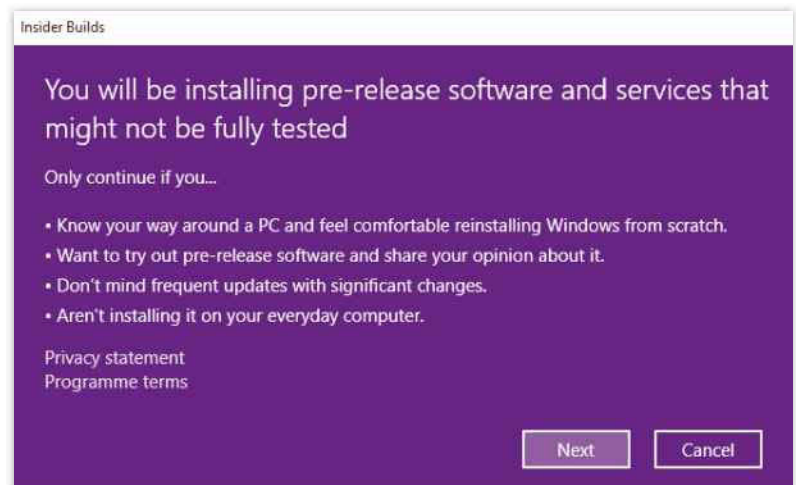 Insider Builds
You will be installing pre-release software and services that
might not be fully tested
Only continue if you...
• Know your way around a PC and feel comfortable reinstalling Windows from scratch.
• Want to try out pre-release software and share your opinion about it.
• Don't mind frequent updates with significant changes.
• Aren't installing it on your everyday computer.
Privacy statement
Programme terms
Next
Cancel